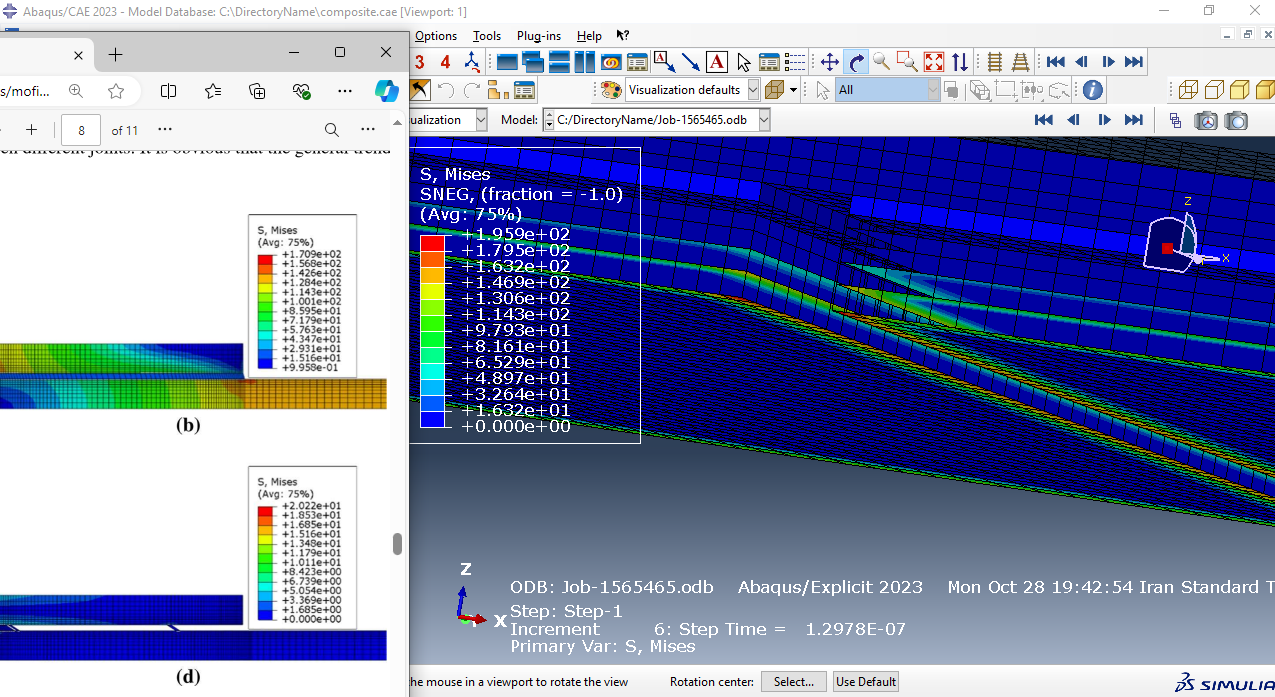 Abaqus/CAE 2023 - Model Database: C:\DirectoryName\composite.cae [Viewport: 1]
Options Tools Plug-ins Help
3 4 A A
s/mofi...
Visualization defaults All
ualization Model: C:/DirectoryName/Job-1565465.odb
8 of 11
en different joints. It is obvious that the general trend
S, Mises
(Avg: 75%)
+1.709e+02
+1.568e+02
+1.426e+02
+1.284e+02
+1.143e+02
+1.001e+02
+8.595e+01
+7.179e+01
+5.763e+01
+4.347e+01
+2.931e+01
+1.516e+01
+9.958e-01
(b)
S, Mises
(Avg: 75%)
+2.022e+01
+1.853e+01
+1.685e+01
+1.516e+01
+1.348e+01
+1.179e+01
+1.011e+01
+8.423e+00
+6.739e+00
+5.054e+00
+3.369e+00
+1.685e+00
+0.000e+00
(d)
S, Mises
SNEG, (fraction = -1.0)
(Avg: 75%)
+1.959e+02
+1.795e+02
+1.632e+02
+1.469e+02
+1.306e+02
+1.143e+02
+9.793e+01
+8.161e+01
+6.529e+01
+4.897e+01
+3.264e+01
+1.632e+01
+0.000e+00
Z
X
Z
X
ODB: Job-1565465.odb Abaqus/Explicit 2023 Mon Oct 28 19:42:54 Iran Standard T
Step: Step-1
Increment 6: Step Time = 1.2978E-07
Primary Var: S, Mises
the mouse in a viewport to rotate the view Rotation center: Select... Use Default
SIMULIA